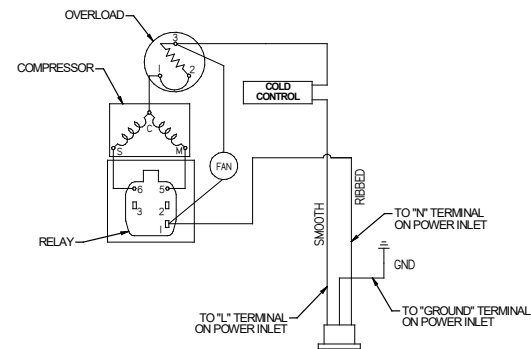 OVERLOAD
3
1
2
COMPRESSOR
COLD
CONTROL
C
S
M
FAN
6
5
3
2
1
RELAY
SMOOTH
RIBBED
TO "N" TERMINAL
ON POWER INLET
GND
TO "L" TERMINAL
ON POWER INLET
TO "GROUND" TERMINAL
ON POWER INLET